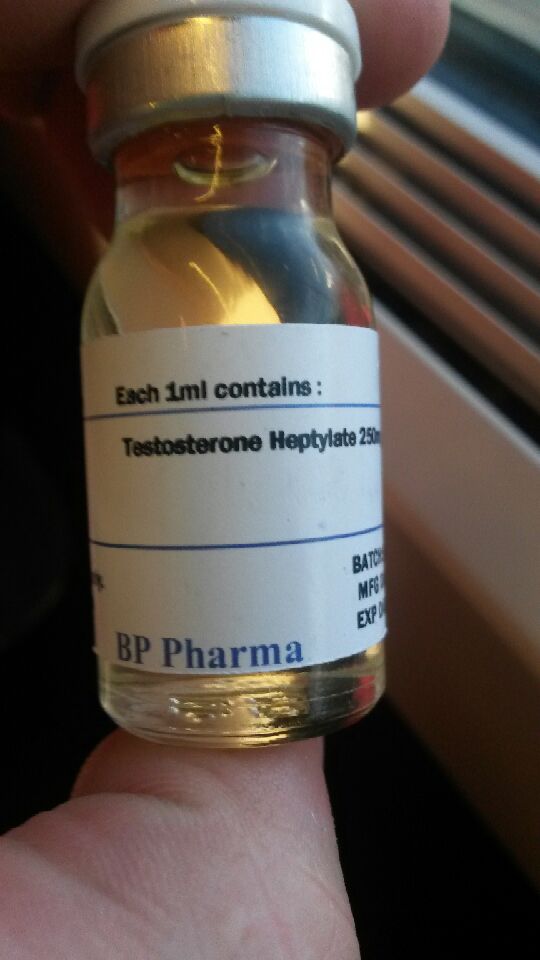 Each 1ml contains :
Testosterone Heptylate 250
BATCH
MFG
EXP
BP Pharma